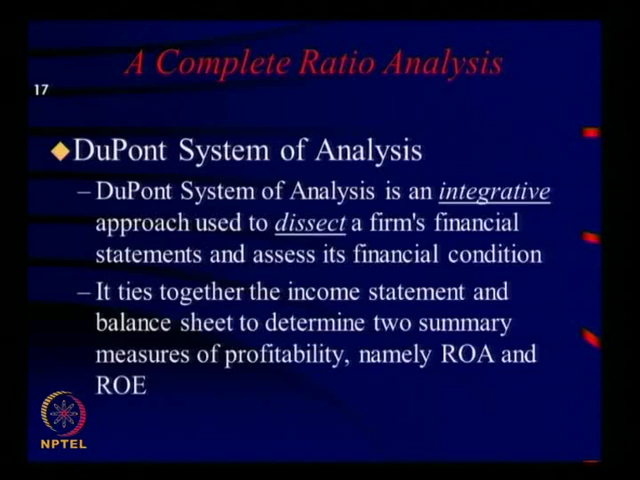 A Complete Ratio Analysis
17
DuPont System of Analysis
– DuPont System of Analysis is an integrative
approach used to dissect a firm's financial
statements and assess its financial condition
– It ties together the income statement and
balance sheet to determine two summary
measures of profitability, namely ROA and
ROE
NPTEL